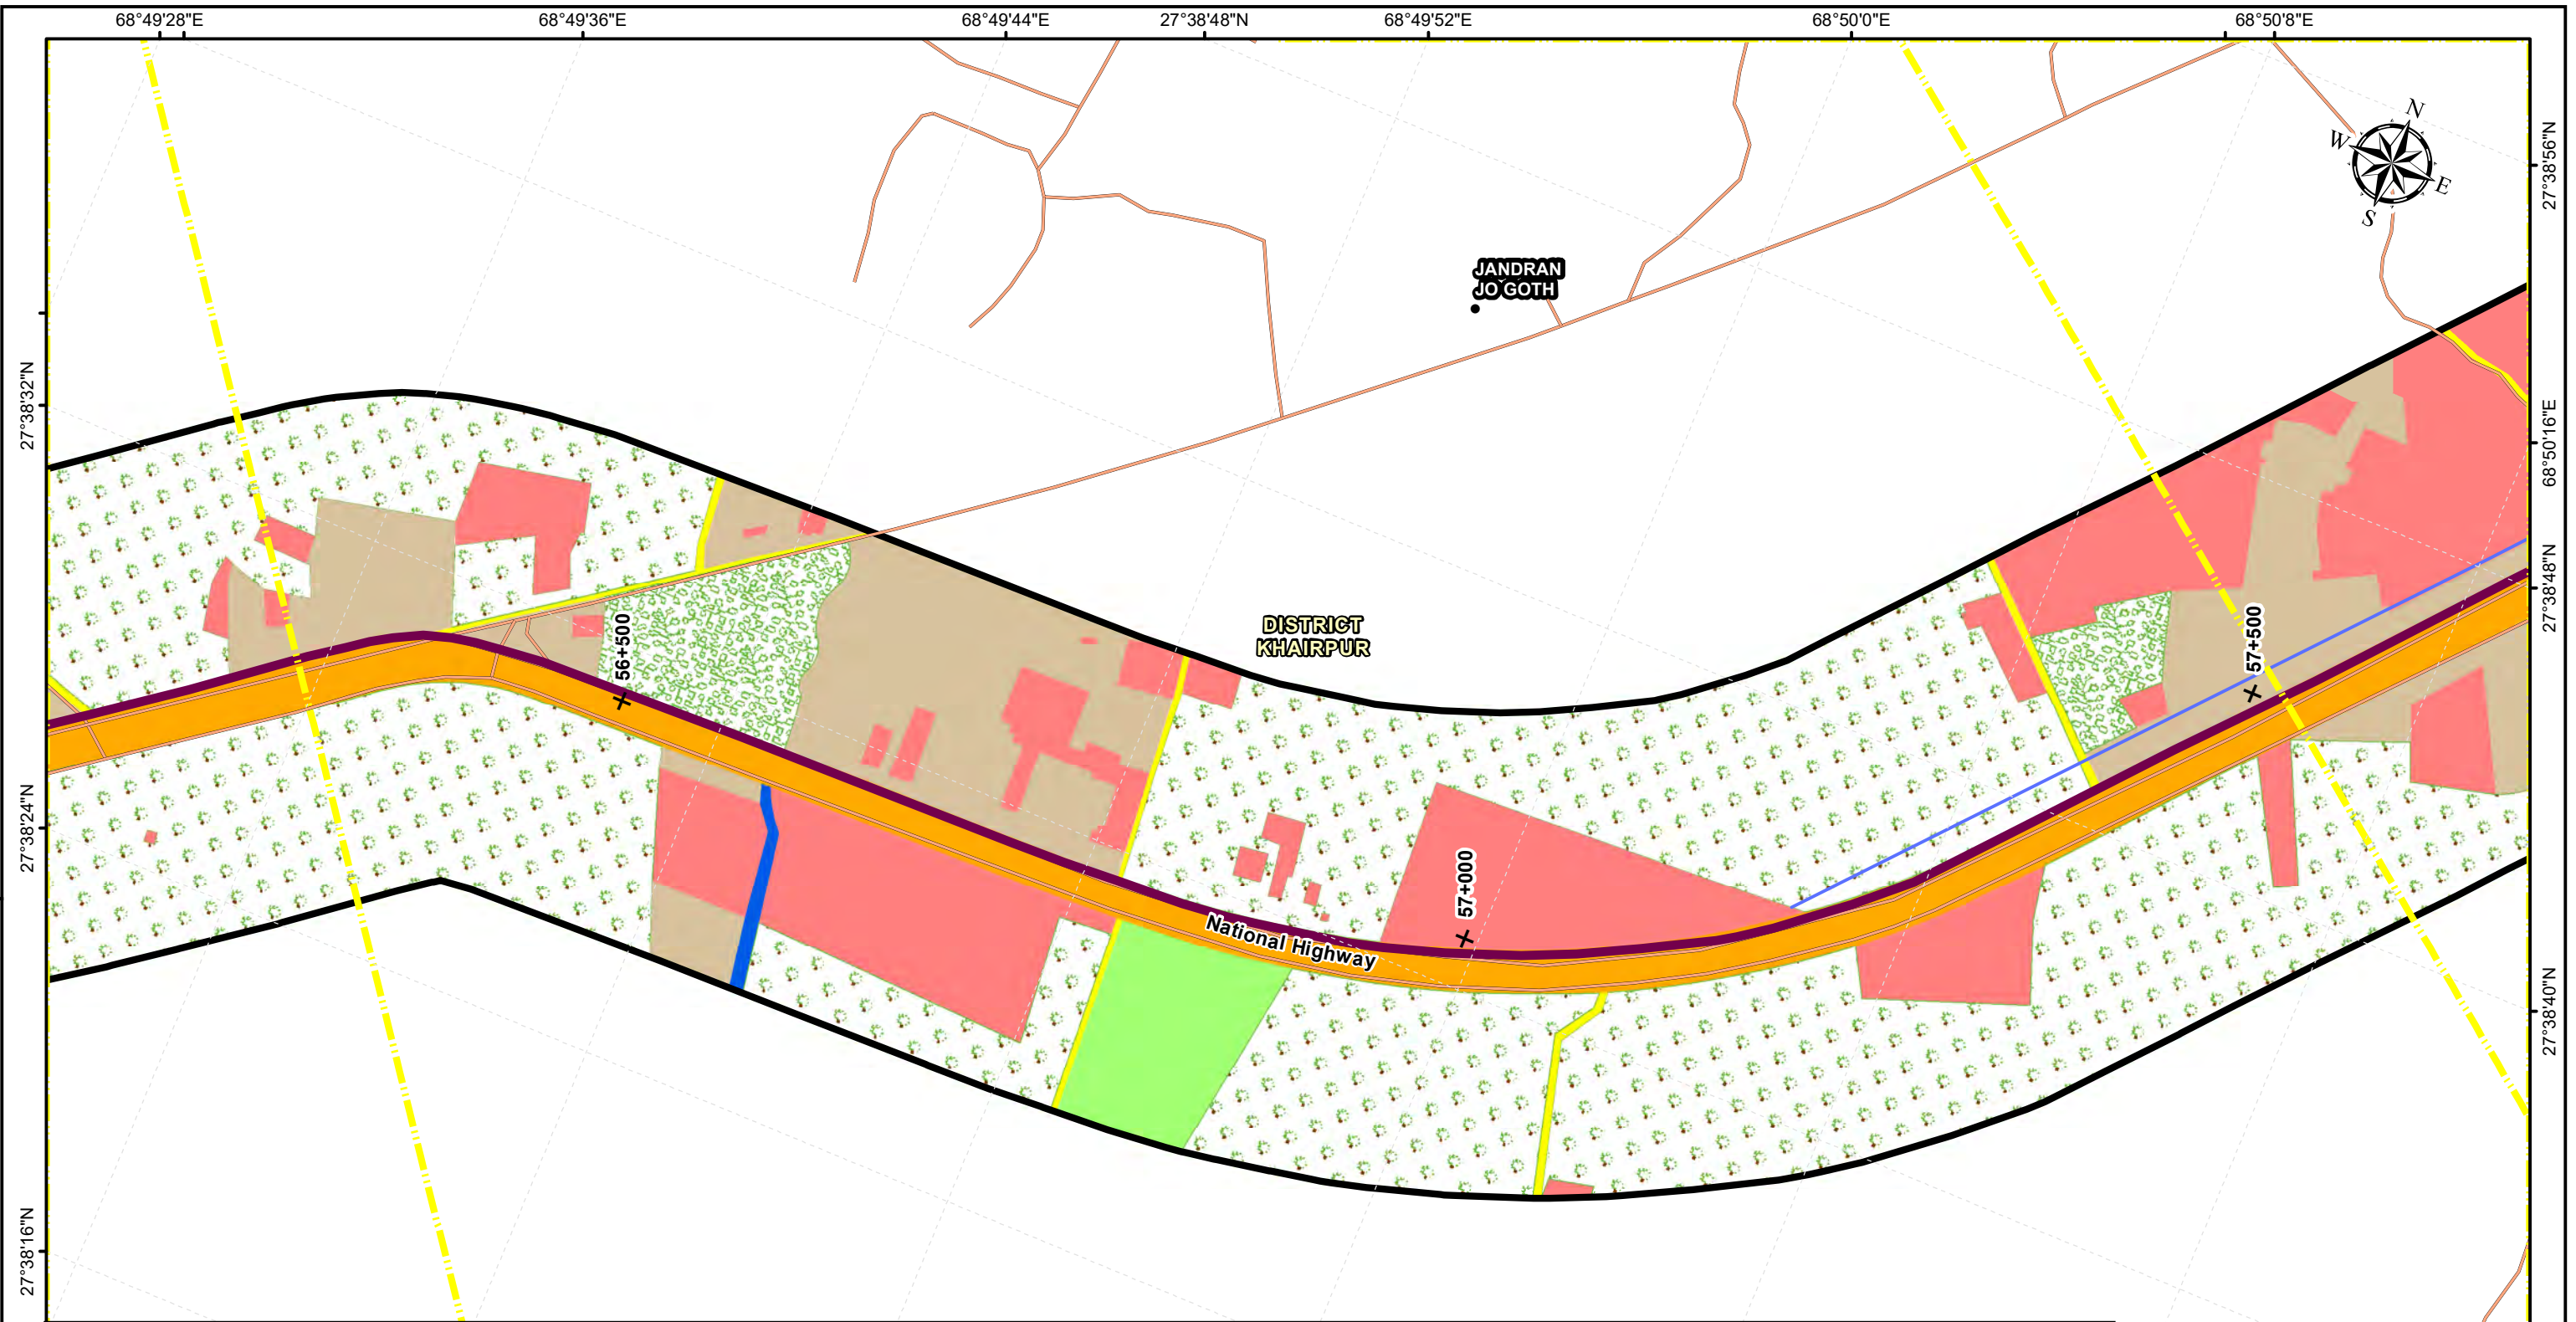 68°49'28"E
68°49'36"E
68°49'44"E
27°38'48"N
68°49'52"E
68°50'0"E
68°50'8"E
N
W
E
S
27°38'56"N
JANDRAN
JO GOTH
27°38'32"N
68°50'16"E
27°38'48"N
56+500
DISTRICT
KHAIRPUR
57+500
27°38'24"N
57+000
National Highway
27°38'40"N
27°38'16"N